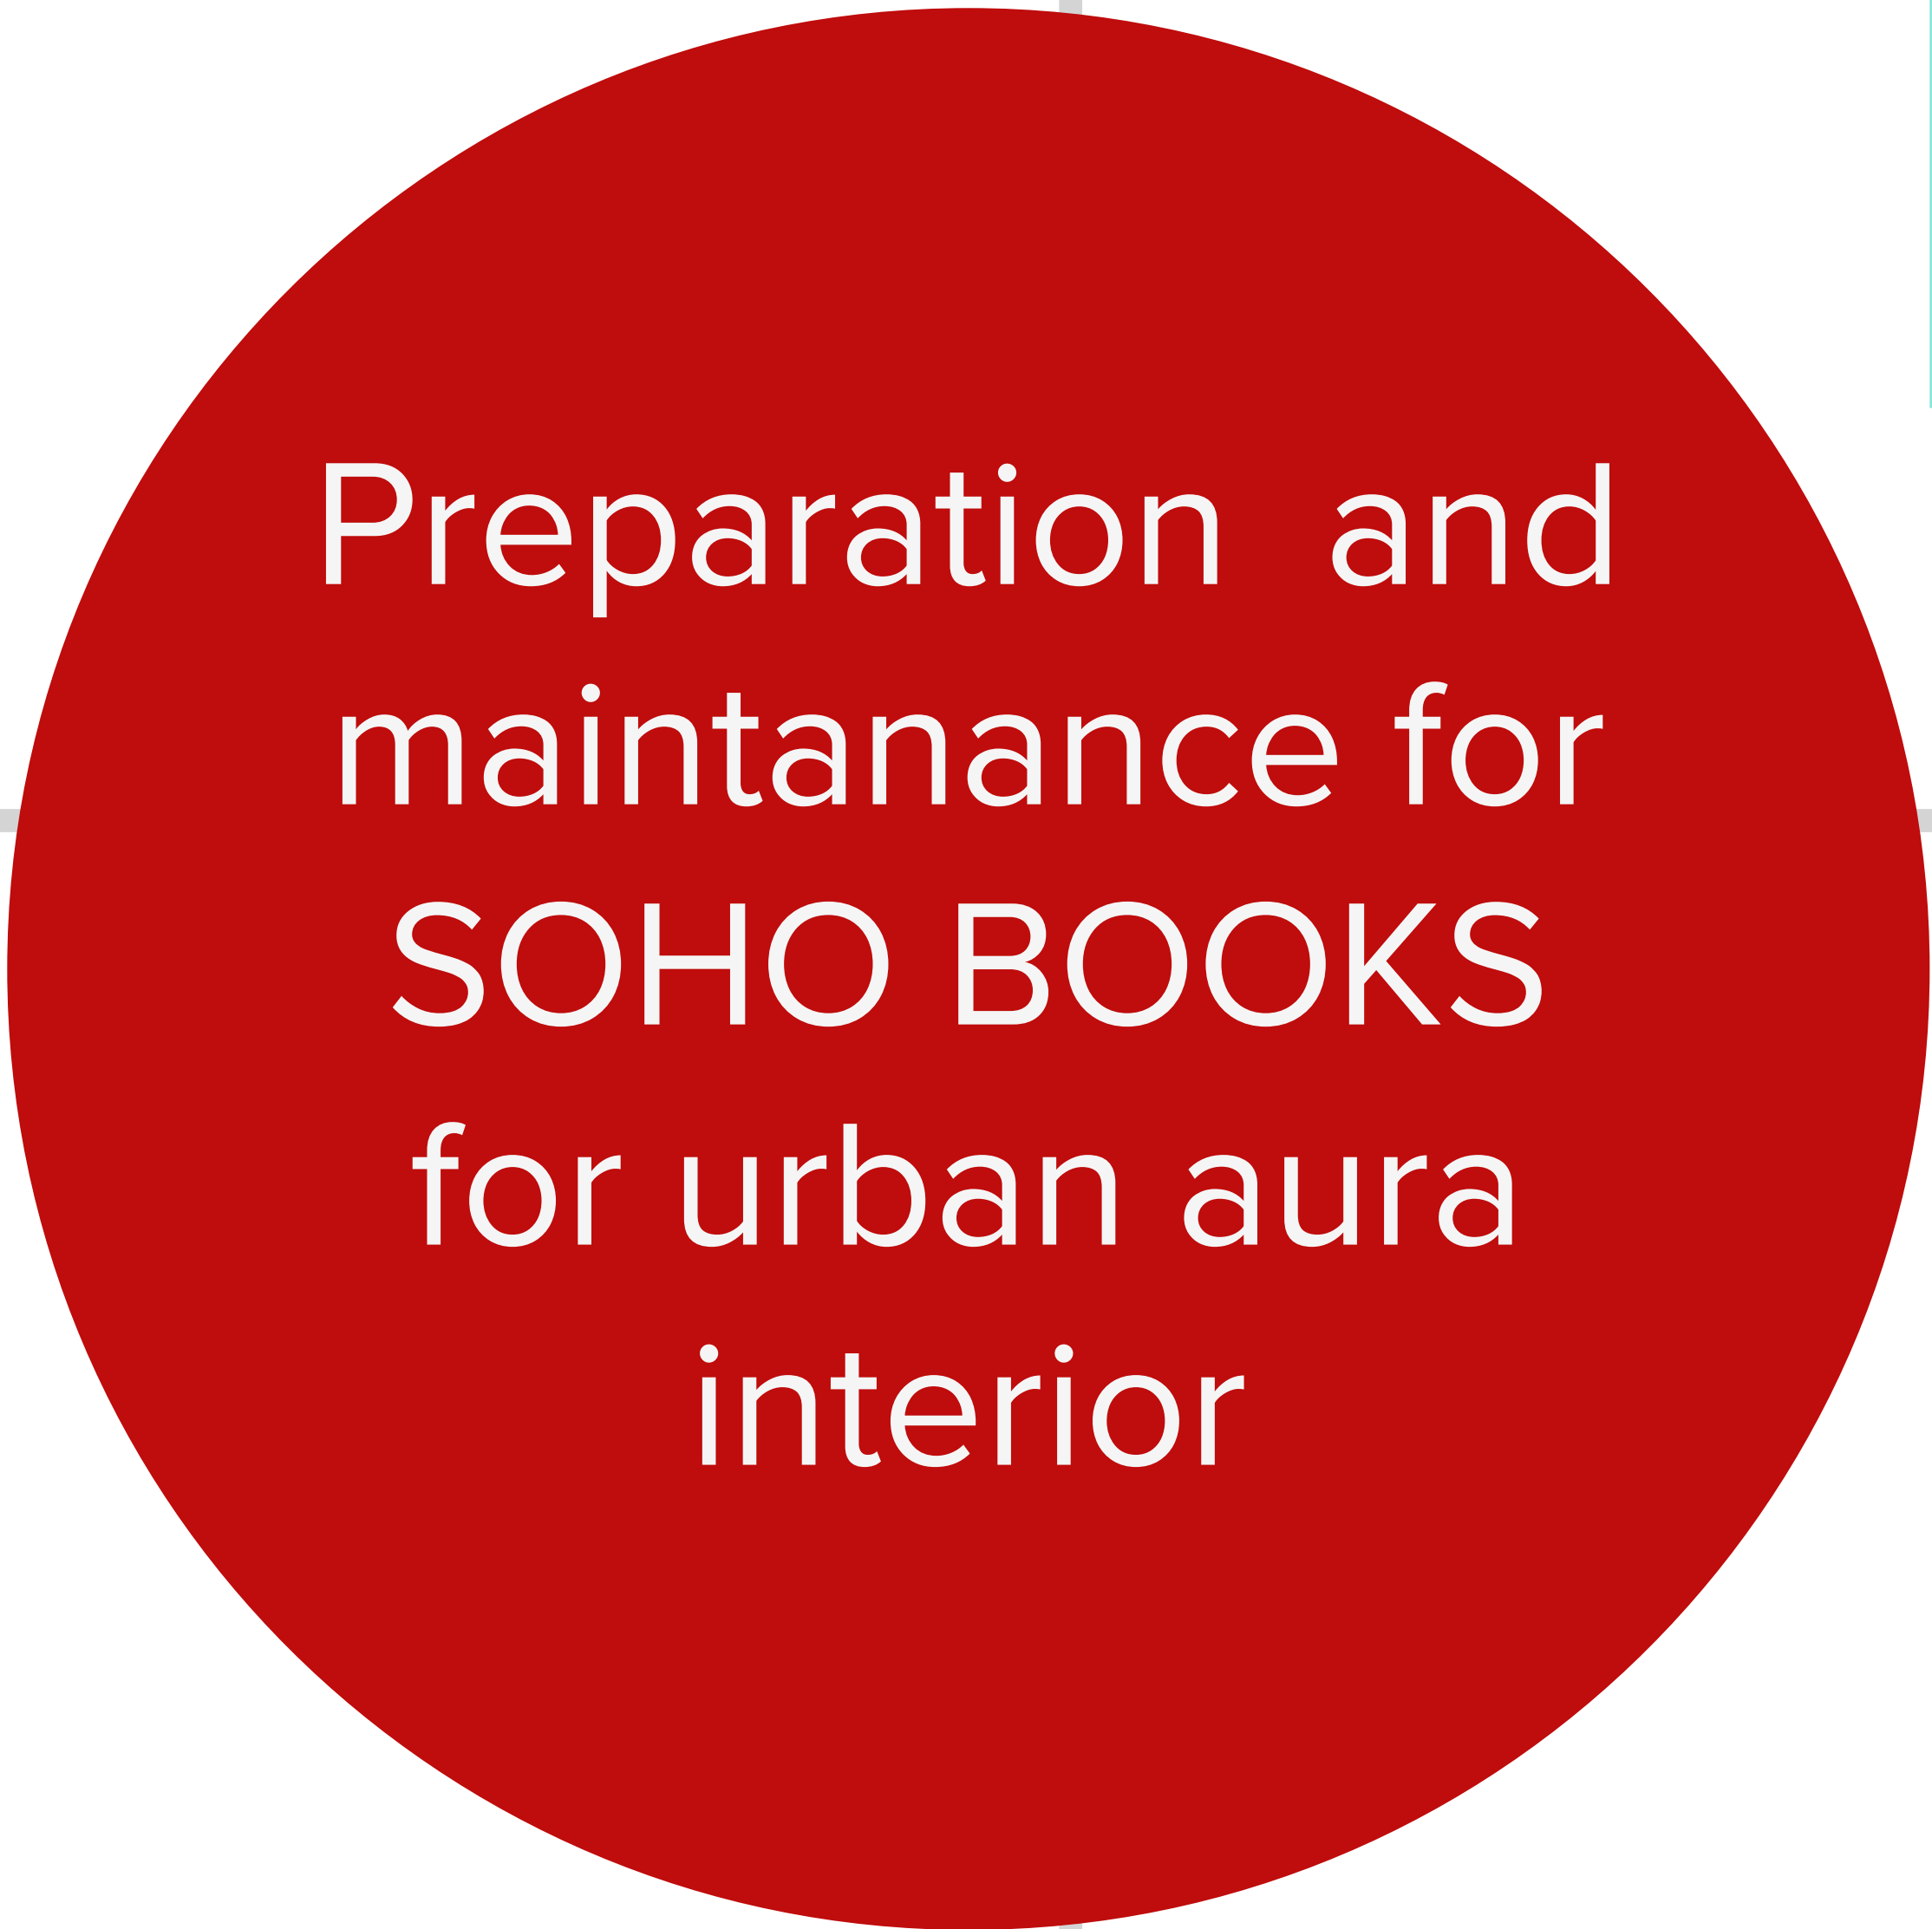 Preparation and
maintanance for
SOHO BOOKS
for urban aura
interior